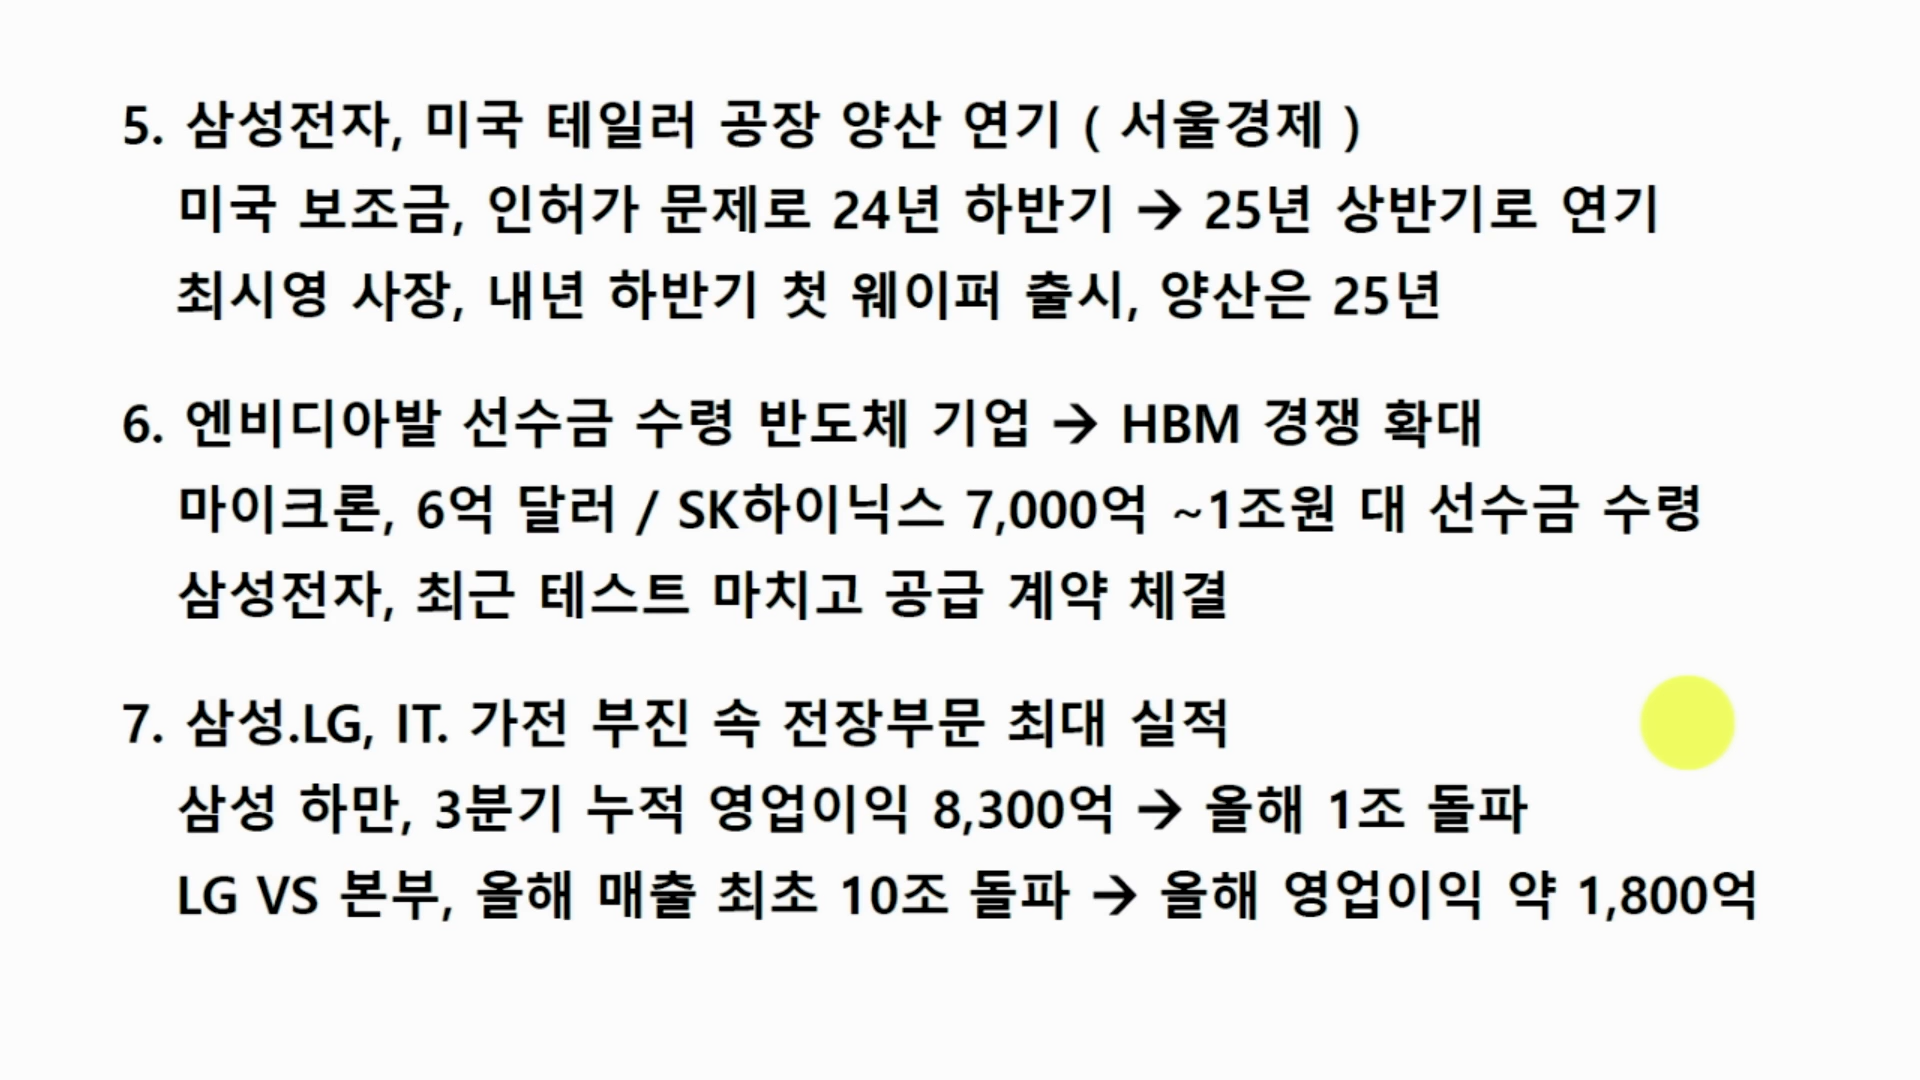 5. 삼성전자, 미국 테일러 공장 양산 연기 ( 서울경제 )
미국 보조금, 인허가 문제로 24년 하반기 → 25년 상반기로 연기
최시영 사장, 내년 하반기 첫 웨이퍼 출시, 양산은 25년
6. 엔비디아발 선수금 수령 반도체 기업 → HBM 경쟁 확대
마이크론, 6억 달러 / SK하이닉스 7,000억 ~1조원 대 선수금 수령
삼성전자, 최근 테스트 마치고 공급 계약 체결
7. 삼성.LG, IT. 가전 부진 속 전장부문 최대 실적
삼성 하만, 3분기 누적 영업이익 8,300억 → 올해 1조 돌파
LG VS 본부, 올해 매출 최초 10조 돌파 → 올해 영업이익 약 1,800억